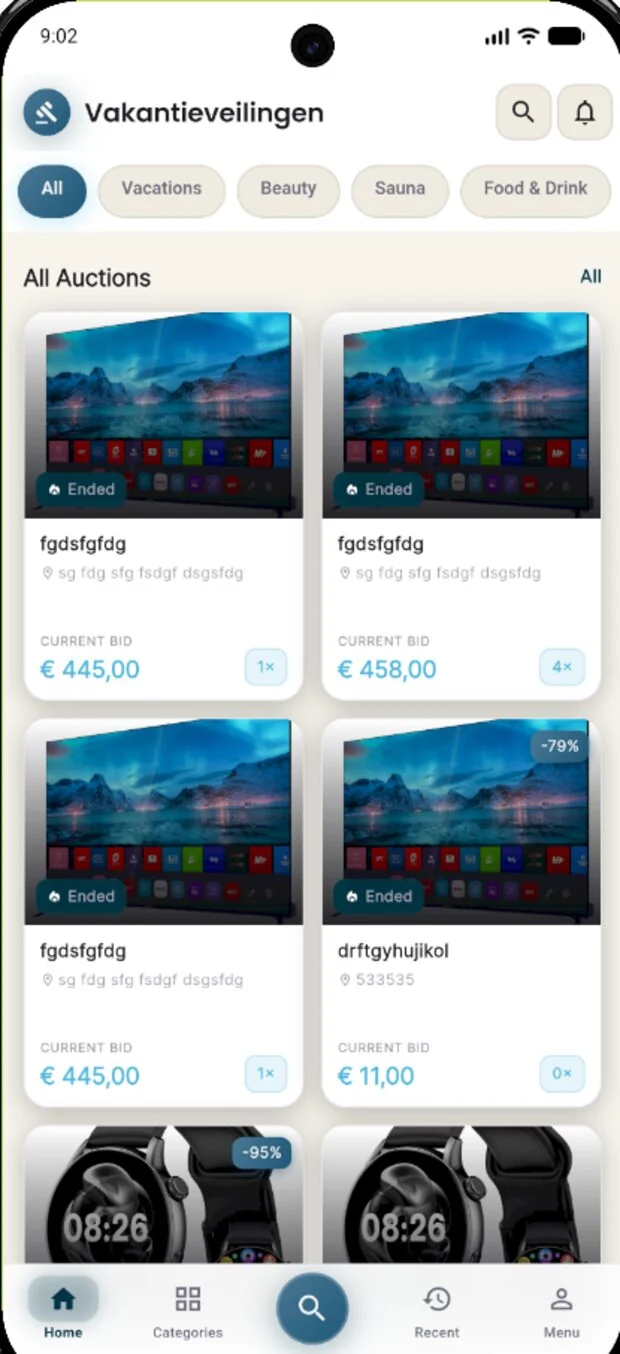 9:02
Vakantieveilingen
All
Vacations
Beauty
Sauna
Food & Drink
All Auctions
All
Ended
fgdsfgfdg
sg fdg sfg fsdgf dsgsfdg
CURRENT BID
€ 445,00
1×
Ended
fgdsfgfdg
sg fdg sfg fsdgf dsgsfdg
CURRENT BID
€ 458,00
4×
Ended
fgdsfgfdg
sg fdg sfg fsdgf dsgsfdg
CURRENT BID
€ 445,00
1×
-79%
Ended
drftgyhujikol
533535
CURRENT BID
€ 11,00
0×
-95%
08:26
08:26
Home
Categories
Recent
Menu